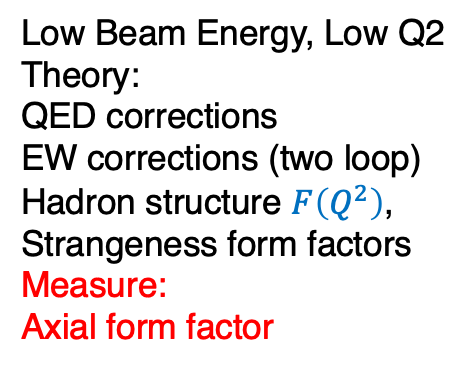 Low Beam Energy, Low Q2
Theory:
QED corrections
EW corrections (two loop)
Hadron structure F(Q²),
Strangeness form factors
Measure:
Axial form factor